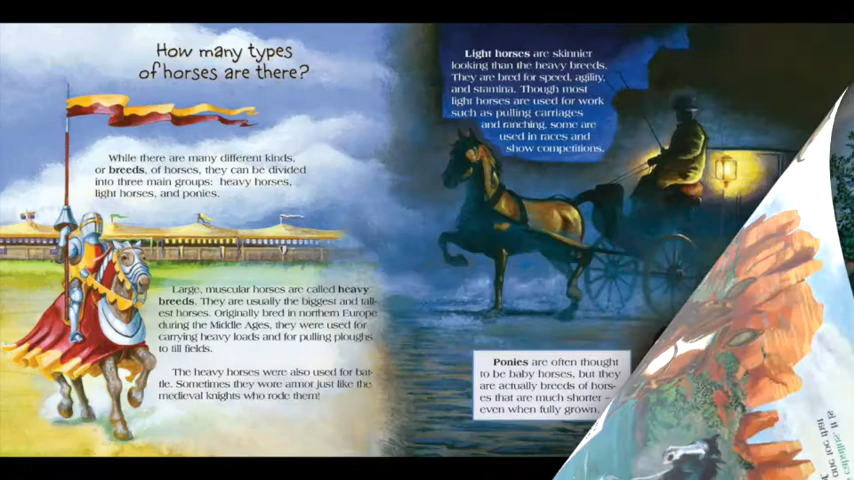 How many types
of horses are there?
While there are many different kinds,
or breeds, of horses, they can be divided
into three main groups: heavy horses,
light horses, and ponies.
Large, muscular horses are called heavy
breeds. They are usually the biggest and tall-
est horses. Originally bred in northern Europe
during the Middle Ages, they were used for
carrying heavy loads and for pulling ploughs
to till fields.
The heavy horses were also used for bat-
tle. Sometimes they wore armor just like the
medieval knights who rode them!
Light horses are skinnier
looking than the heavy breeds.
They are bred for speed, agility,
and stamina. Though most
light horses are used for work
such as pulling carriages
and ranching, some are
used in races and
show competitions.
Ponies are often thought
to be baby horses, but they
are actually breeds of hors-
es that are much shorter –
even when fully grown.